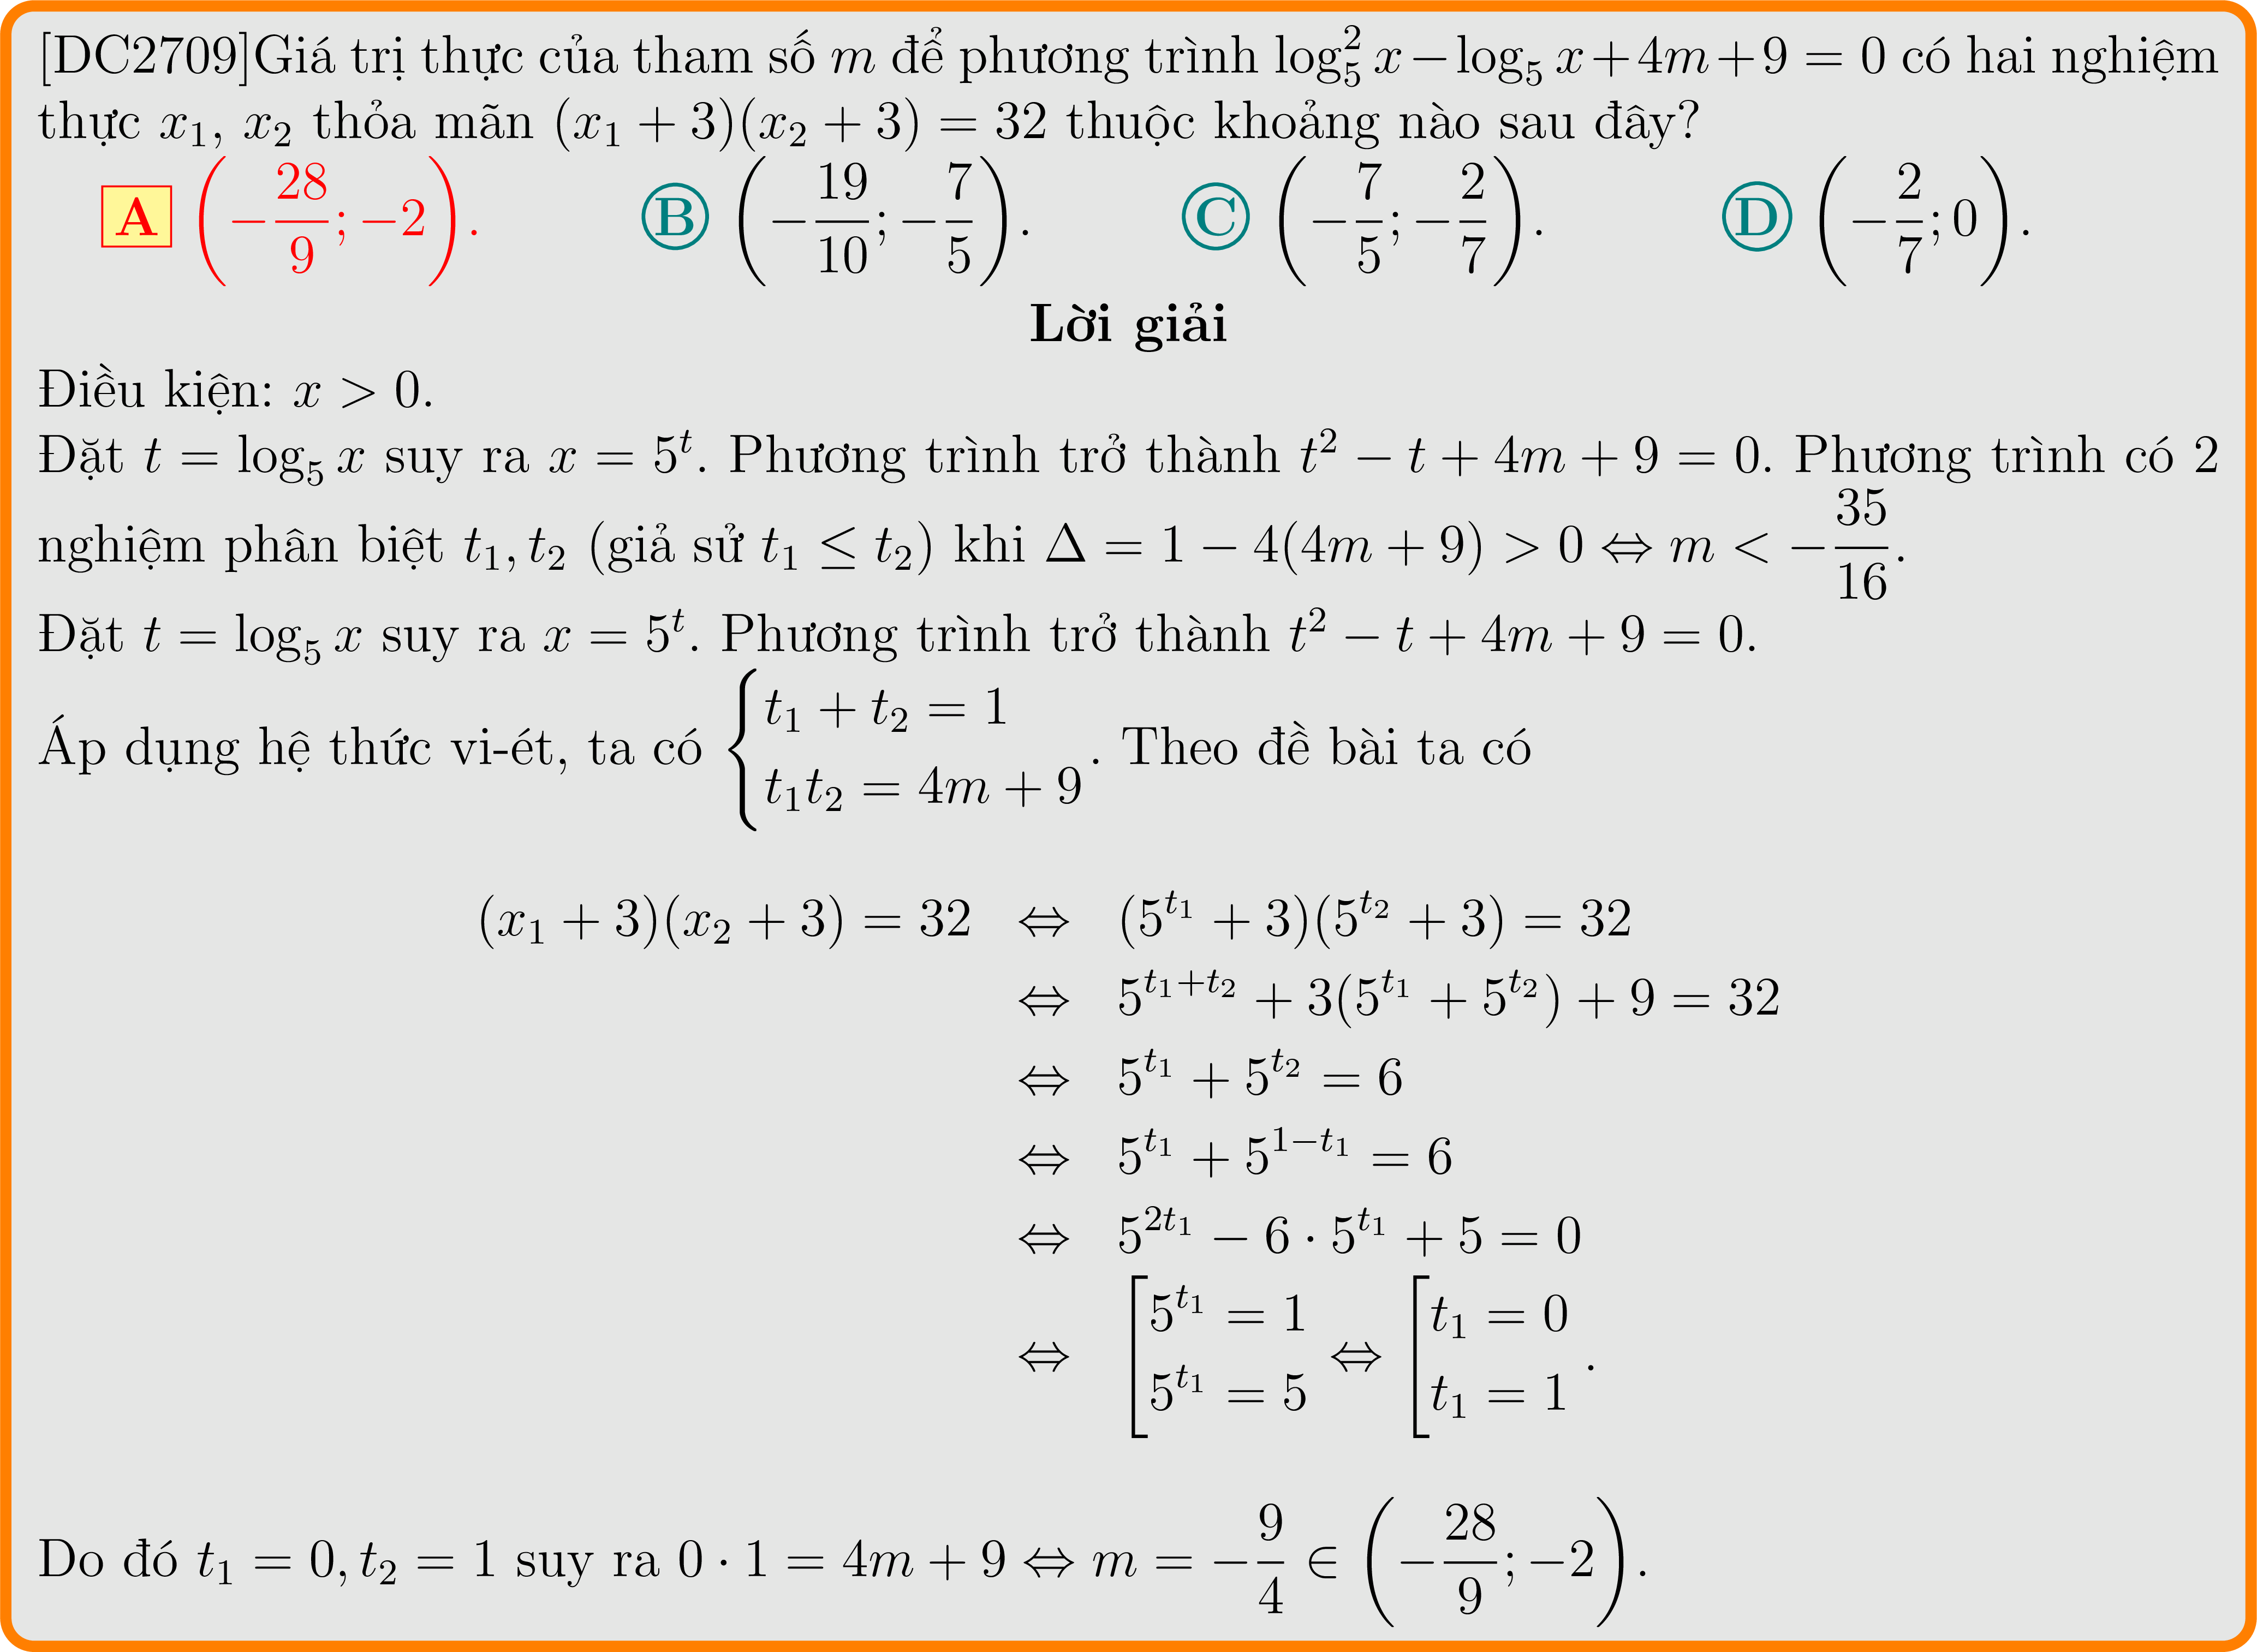 [DC2709]Giá trị thực của tham số $m$ để phương trình $\log_5^2 x - \log_5 x + 4m + 9 = 0$ có hai nghiệm
thực $x_1$, $x_2$ thỏa mãn $(x_1 + 3)(x_2 + 3) = 32$ thuộc khoảng nào sau đây?
A $\left(-\frac{28}{9}; -2\right)$. B $\left(-\frac{19}{10}; -\frac{7}{5}\right)$. C $\left(-\frac{7}{5}; -\frac{2}{7}\right)$. D $\left(-\frac{2}{7}; 0\right)$.
Lời giải
Điều kiện: $x > 0$.
Đặt $t = \log_5 x$ suy ra $x = 5^t$. Phương trình trở thành $t^2 - t + 4m + 9 = 0$. Phương trình có 2
nghiệm phân biệt $t_1, t_2$ (giả sử $t_1 \leq t_2$) khi $\Delta = 1 - 4(4m + 9) > 0 \Leftrightarrow m < -\frac{35}{16}$.
Đặt $t = \log_5 x$ suy ra $x = 5^t$. Phương trình trở thành $t^2 - t + 4m + 9 = 0$.
Áp dụng hệ thức vi-ét, ta có $\begin{cases} t_1 + t_2 = 1 \\ t_1 t_2 = 4m + 9 \end{cases}$. Theo đề bài ta có
$(x_1 + 3)(x_2 + 3) = 32 \Leftrightarrow (5^{t_1} + 3)(5^{t_2} + 3) = 32$
$\Leftrightarrow 5^{t_1+t_2} + 3(5^{t_1} + 5^{t_2}) + 9 = 32$
$\Leftrightarrow 5^{t_1} + 5^{t_2} = 6$
$\Leftrightarrow 5^{t_1} + 5^{1-t_1} = 6$
$\Leftrightarrow 5^{2t_1} - 6 \cdot 5^{t_1} + 5 = 0$
$\Leftrightarrow \left[\begin{array}{l} 5^{t_1} = 1 \\ 5^{t_1} = 5 \end{array}\right. \Leftrightarrow \left[\begin{array}{l} t_1 = 0 \\ t_1 = 1 \end{array}\right.$.
Do đó $t_1 = 0, t_2 = 1$ suy ra $0 \cdot 1 = 4m + 9 \Leftrightarrow m = -\frac{9}{4} \in \left(-\frac{28}{9}; -2\right)$.